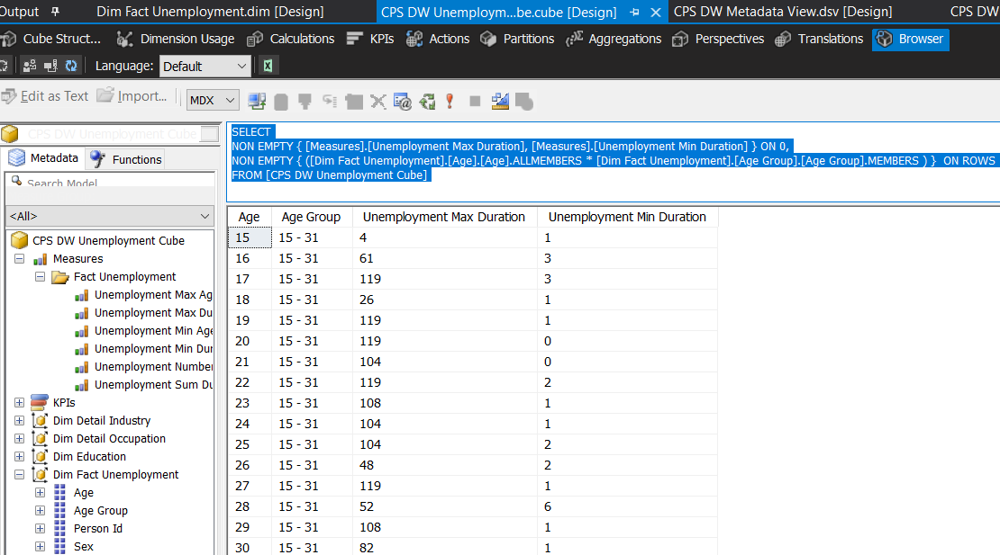 Output
Dim Fact Unemployment.dim [Design]
CPS DW Unemploym...be.cube [Design]
CPS DW Metadata View.dsv [Design]
CPS DW
Cube Struct...
Dimension Usage
Calculations
KPIs
Actions
Partitions
Aggregations
Perspectives
Translations
Browser
Language:
Default
Edit as Text
Import...
MDX
CPS DW Unemployment Cube
Metadata
Functions
Search Model
<All>
CPS DW Unemployment Cube
Measures
Fact Unemployment
Unemployment Max Ag
Unemployment Max Du
Unemployment Min Age
Unemployment Min Dur
Unemployment Number
Unemployment Sum Du
KPIs
Dim Detail Industry
Dim Detail Occupation
Dim Education
Dim Fact Unemployment
Age
Age Group
Person Id
Sex
SELECT
NON EMPTY { [Measures].[Unemployment Max Duration], [Measures].[Unemployment Min Duration] } ON 0,
NON EMPTY { ([Dim Fact Unemployment].[Age].[Age].ALLMEMBERS * [Dim Fact Unemployment].[Age Group].[Age Group].MEMBERS ) } ON ROWS
FROM [CPS DW Unemployment Cube]
Age Age Group Unemployment Max Duration Unemployment Min Duration
15 15 - 31 4 1
16 15 - 31 61 3
17 15 - 31 119 3
18 15 - 31 26 1
19 15 - 31 119 1
20 15 - 31 119 0
21 15 - 31 104 0
22 15 - 31 119 2
23 15 - 31 108 1
24 15 - 31 104 1
25 15 - 31 104 2
26 15 - 31 48 2
27 15 - 31 119 1
28 15 - 31 52 6
29 15 - 31 108 1
30 15 - 31 82 1